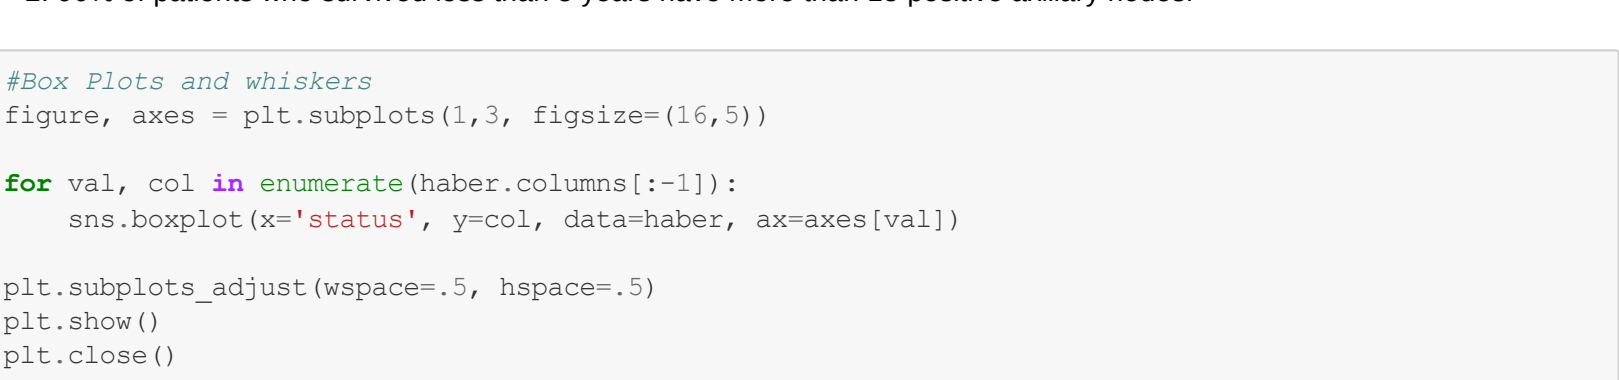 #Box Plots and whiskers
figure, axes = plt.subplots(1,3, figsize=(16,5))
for val, col in enumerate(haber.columns[:-1]):
    sns.boxplot(x='status', y=col, data=haber, ax=axes[val])
plt.subplots_adjust(wspace=.5, hspace=.5)
plt.show()
plt.close()